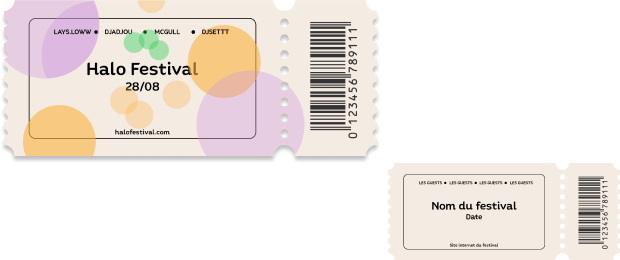 LAYS.LOWW • DJADJOU • MCGULL • DJSETTT
Halo Festival
28/08
halofestival.com
0 123456 789111
LES GUESTS • LES GUESTS • LES GUESTS • LES GUESTS
Nom du festival
Date
Site internet du festival
0 123456 789111